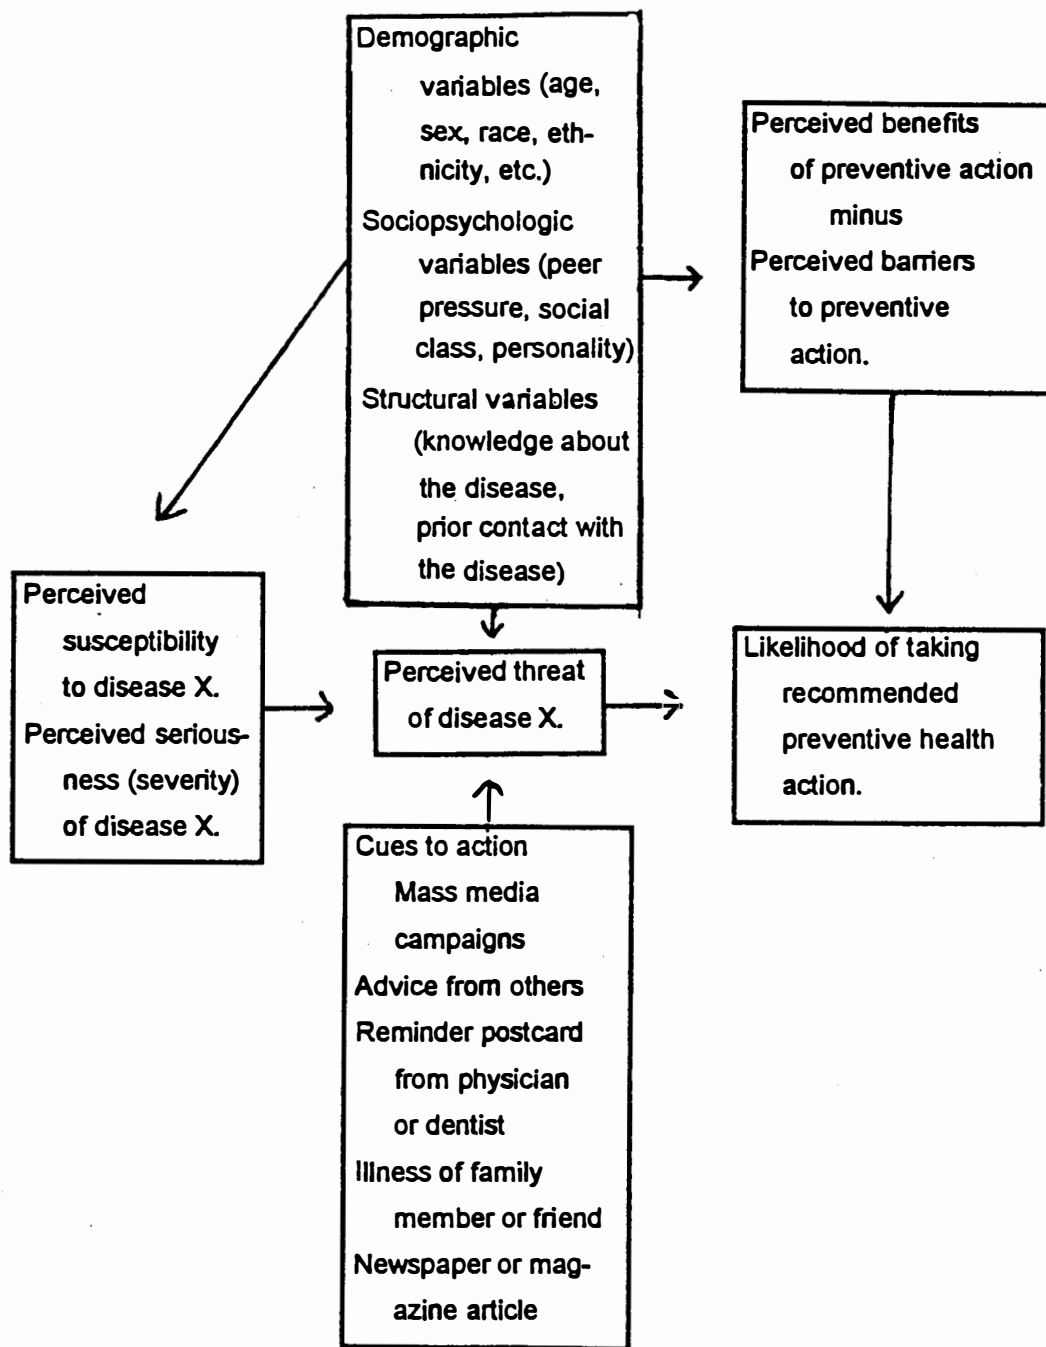 Demographic
variables (age,
sex, race, eth-
nicity, etc.)
Sociopsychologic
variables (peer
pressure, social
class, personality)
Structural variables
(knowledge about
the disease,
prior contact with
the disease)
Perceived benefits
of preventive action
minus
Perceived barriers
to preventive
action.
Perceived
susceptibility
to disease X.
Perceived serious-
ness (severity)
of disease X.
Perceived threat
of disease X.
Likelihood of taking
recommended
preventive health
action.
Cues to action
Mass media
campaigns
Advice from others
Reminder postcard
from physician
or dentist
Illness of family
member or friend
Newspaper or mag-
azine article